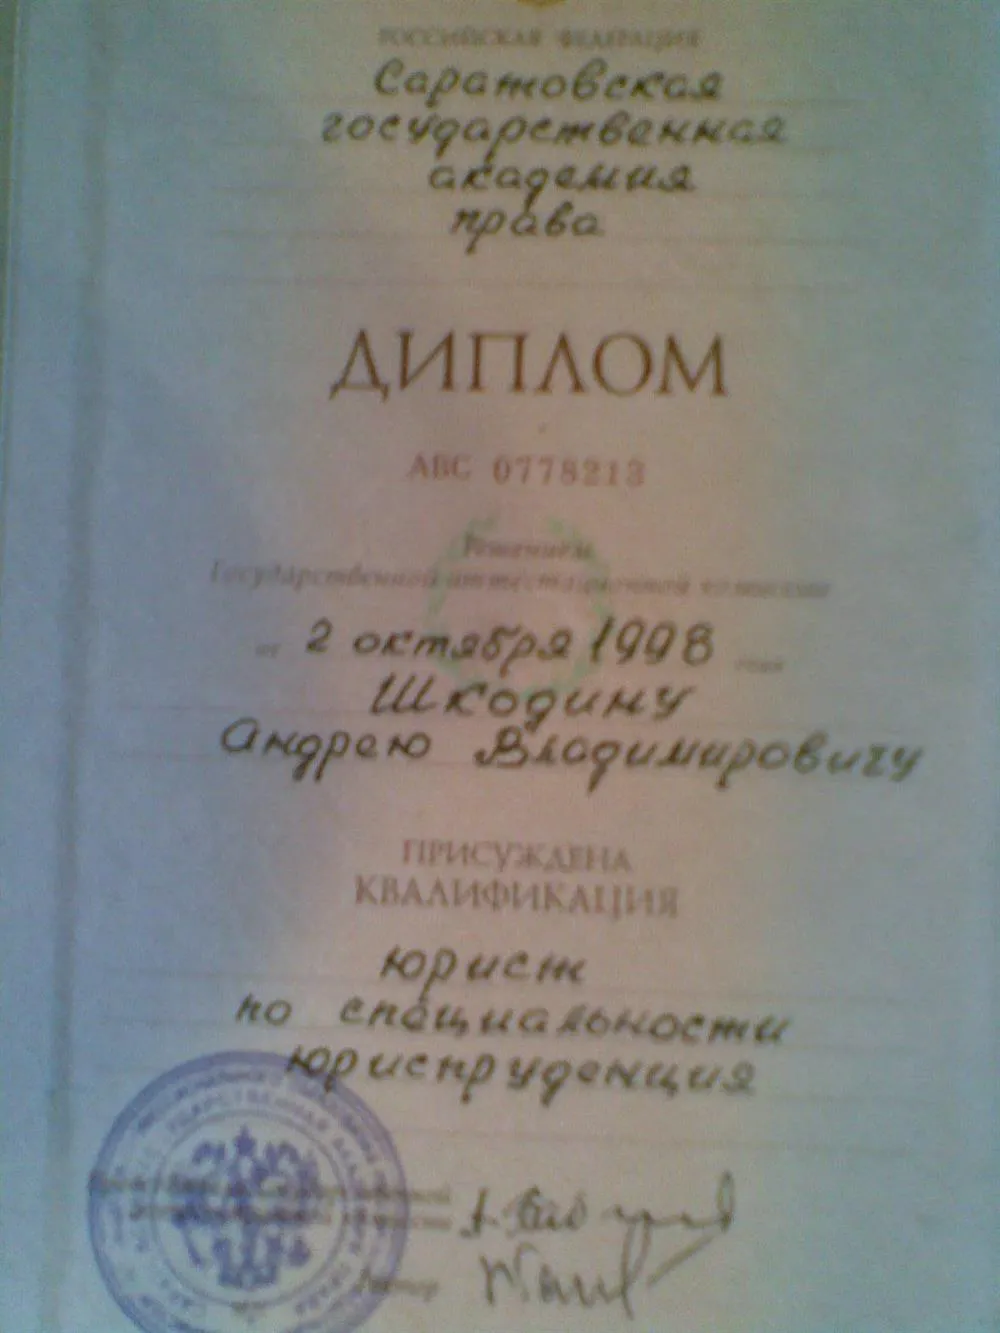 РОССИЙСКАЯ ФЕДЕРАЦИЯ
Саратовская
государственная
академия
права
ДИПЛОМ
АВС 0778213
Решением
Государственной аттестационной комиссии
от 2 октября 1998 года
Шкодину
Андрею Владимировичу
ПРИСУЖДЕНА
КВАЛИФИКАЦИЯ
юрист
по специальности
юриспруденция
Ректор